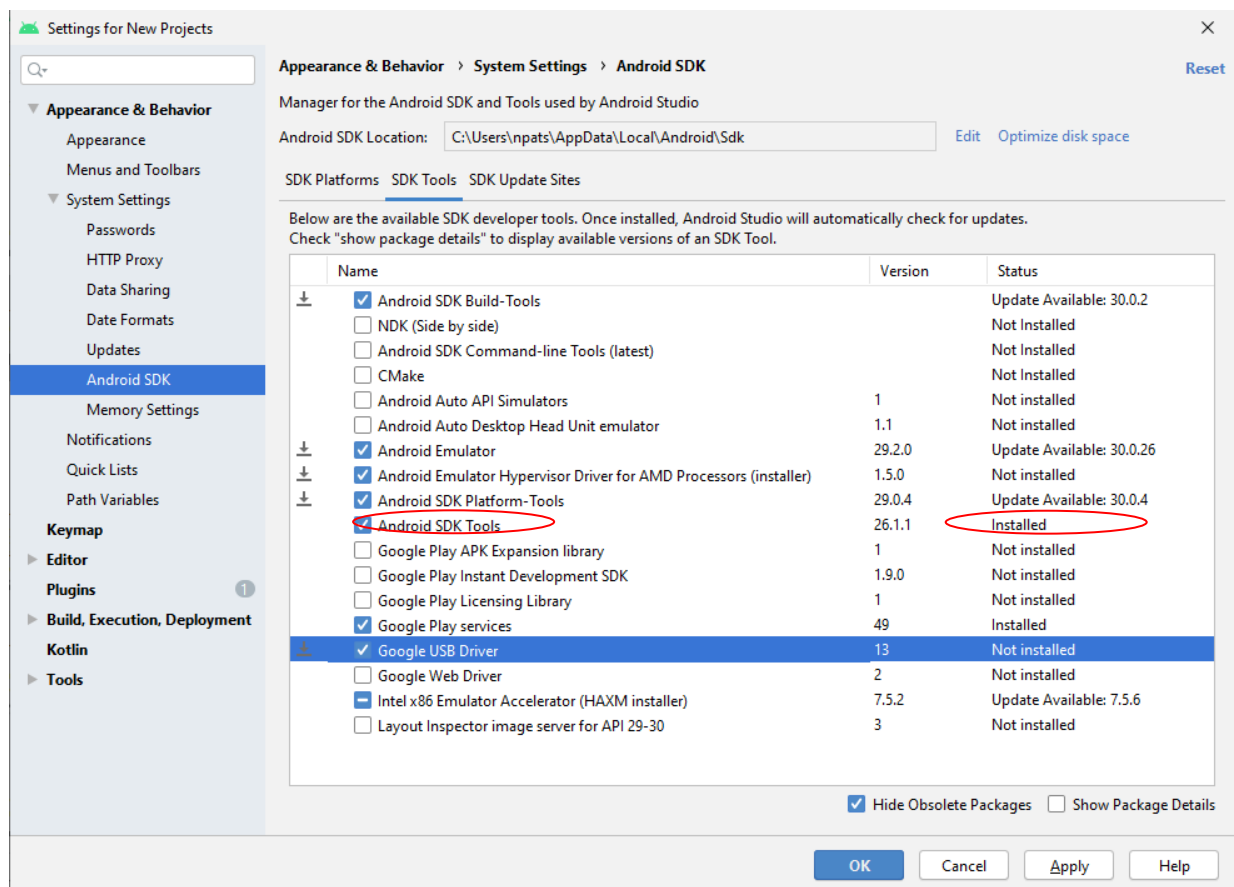 Settings for New Projects
Appearance & Behavior › System Settings › Android SDK
Reset
Manager for the Android SDK and Tools used by Android Studio
Android SDK Location: C:\Users\npats\AppData\Local\Android\Sdk Edit Optimize disk space
Appearance & Behavior
Appearance
Menus and Toolbars
System Settings
Passwords
HTTP Proxy
Data Sharing
Date Formats
Updates
Android SDK
Memory Settings
Notifications
Quick Lists
Path Variables
Keymap
Editor
Plugins 1
Build, Execution, Deployment
Kotlin
Tools
SDK Platforms SDK Tools SDK Update Sites
Below are the available SDK developer tools. Once installed, Android Studio will automatically check for updates.
Check "show package details" to display available versions of an SDK Tool.
Name Version Status
Android SDK Build-Tools Update Available: 30.0.2
NDK (Side by side) Not Installed
Android SDK Command-line Tools (latest) Not Installed
CMake Not Installed
Android Auto API Simulators 1 Not installed
Android Auto Desktop Head Unit emulator 1.1 Not installed
Android Emulator 29.2.0 Update Available: 30.0.26
Android Emulator Hypervisor Driver for AMD Processors (installer) 1.5.0 Not installed
Android SDK Platform-Tools 29.0.4 Update Available: 30.0.4
Android SDK Tools 26.1.1 Installed
Google Play APK Expansion library 1 Not installed
Google Play Instant Development SDK 1.9.0 Not installed
Google Play Licensing Library 1 Not installed
Google Play services 49 Installed
Google USB Driver 13 Not installed
Google Web Driver 2 Not installed
Intel x86 Emulator Accelerator (HAXM installer) 7.5.2 Update Available: 7.5.6
Layout Inspector image server for API 29-30 3 Not installed
Hide Obsolete Packages Show Package Details
OK Cancel Apply Help